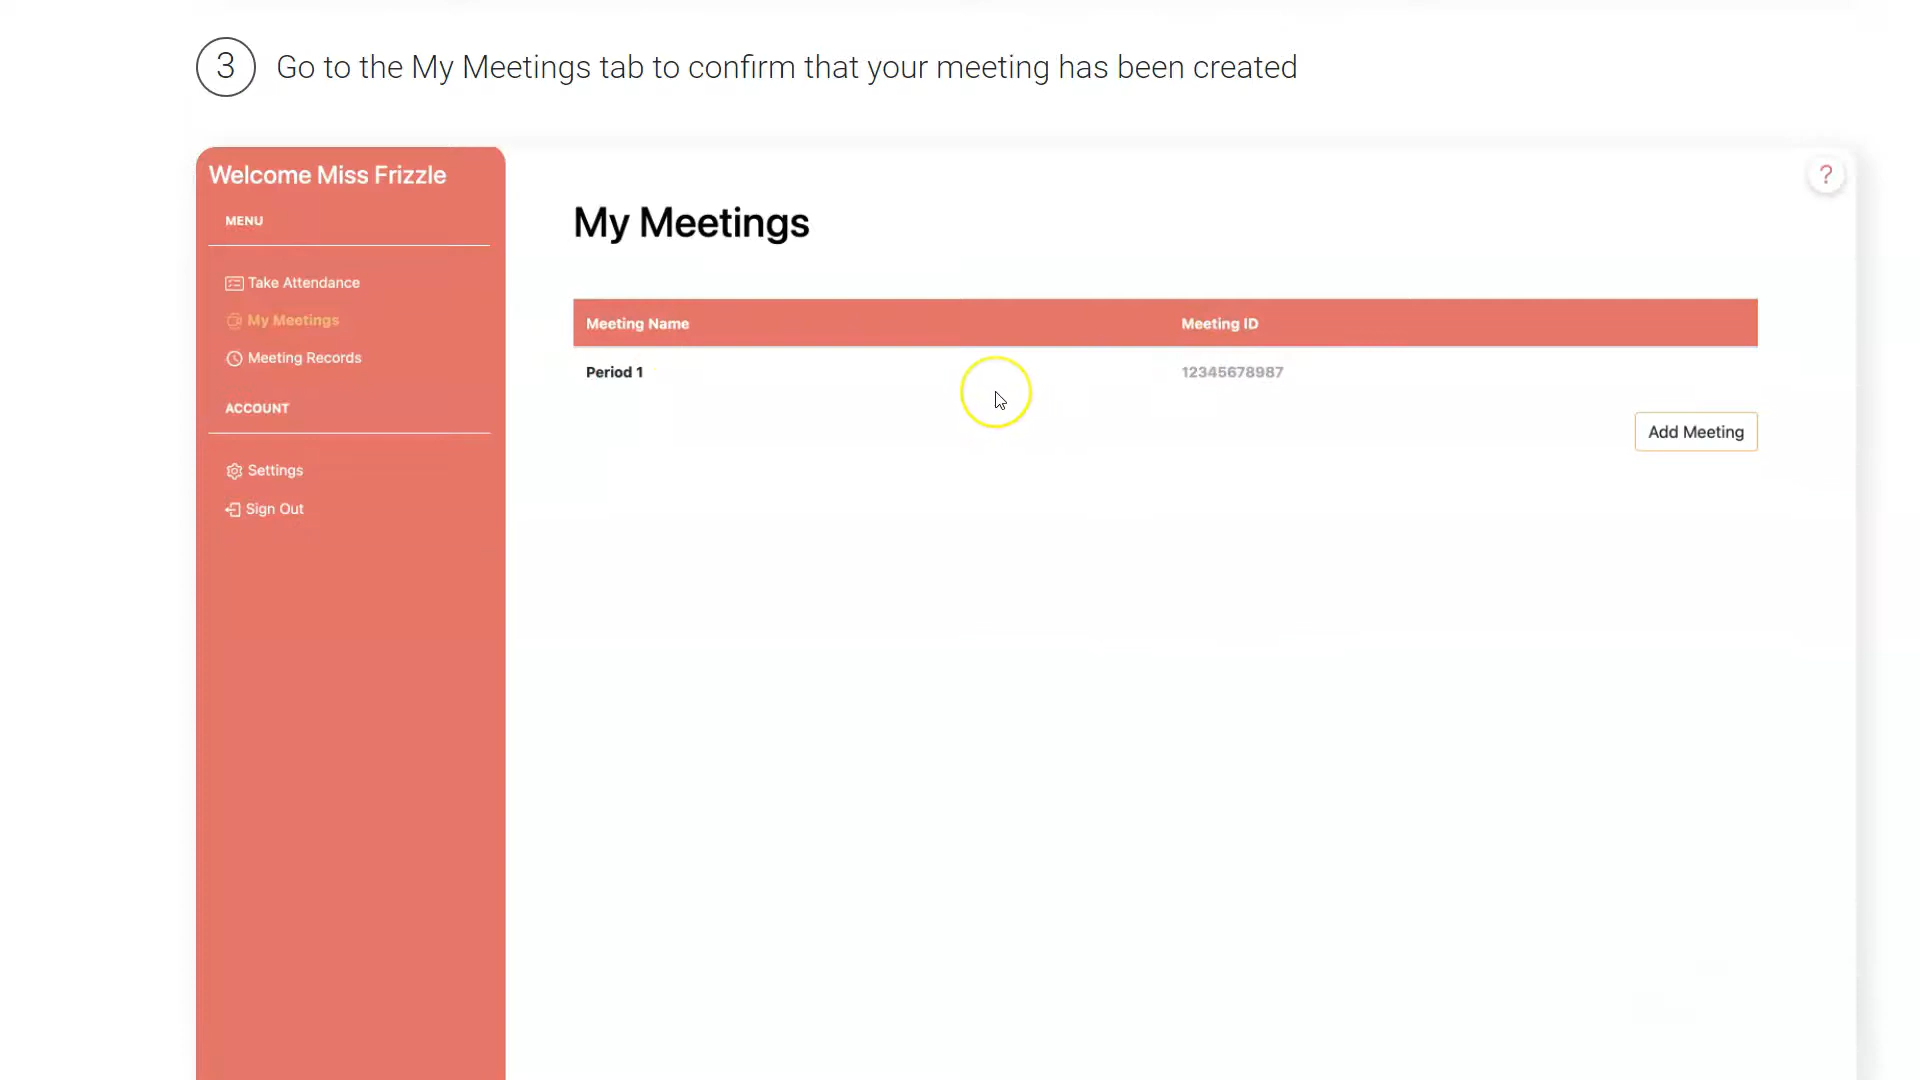 3 Go to the My Meetings tab to confirm that your meeting has been created
Welcome Miss Frizzle
?
MENU
My Meetings
Take Attendance
My Meetings
Meeting Name Meeting ID
Meeting Records
Period 1 12345678987
ACCOUNT
Add Meeting
Settings
Sign Out